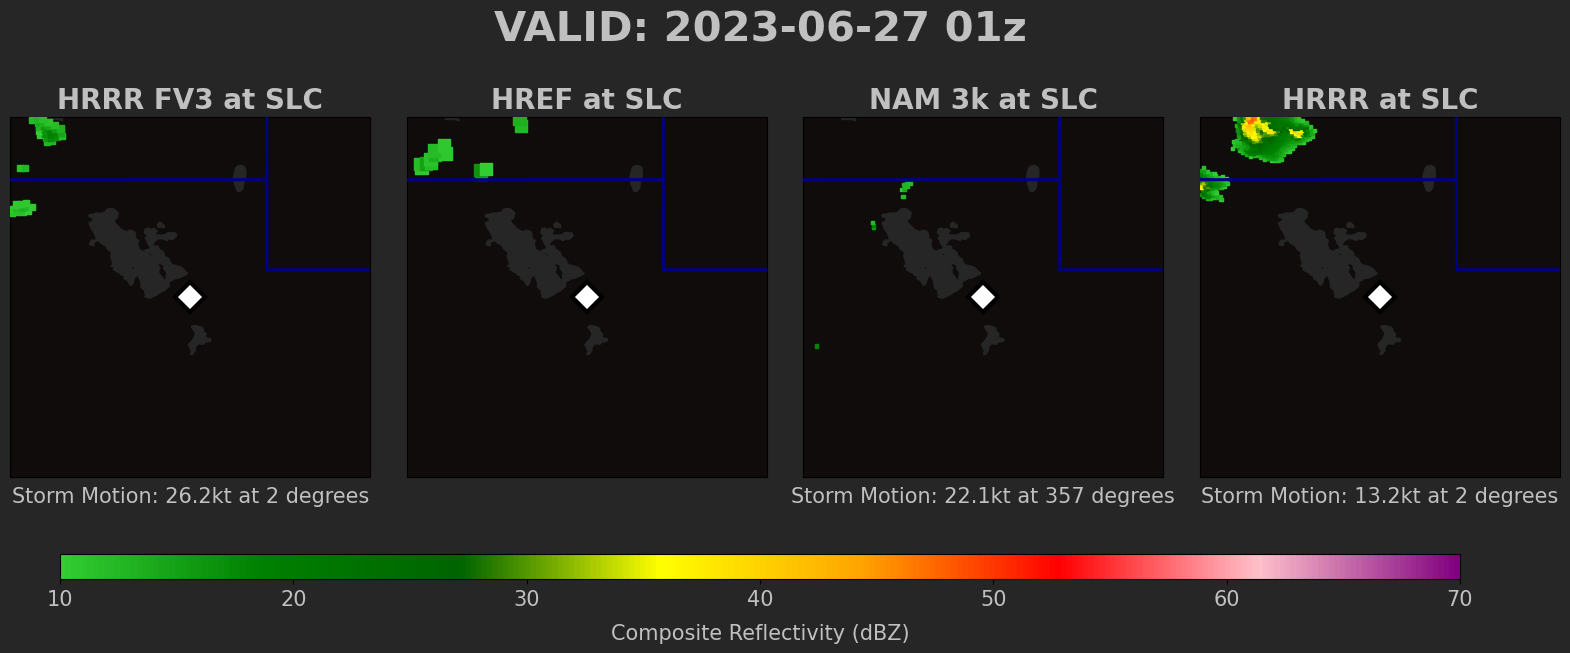 VALID: 2023-06-27 01z
HRRR FV3 at SLC
HREF at SLC
NAM 3k at SLC
HRRR at SLC
Storm Motion: 26.2kt at 2 degrees
Storm Motion: 22.1kt at 357 degrees
Storm Motion: 13.2kt at 2 degrees
10 20 30 40 50 60 70
Composite Reflectivity (dBZ)